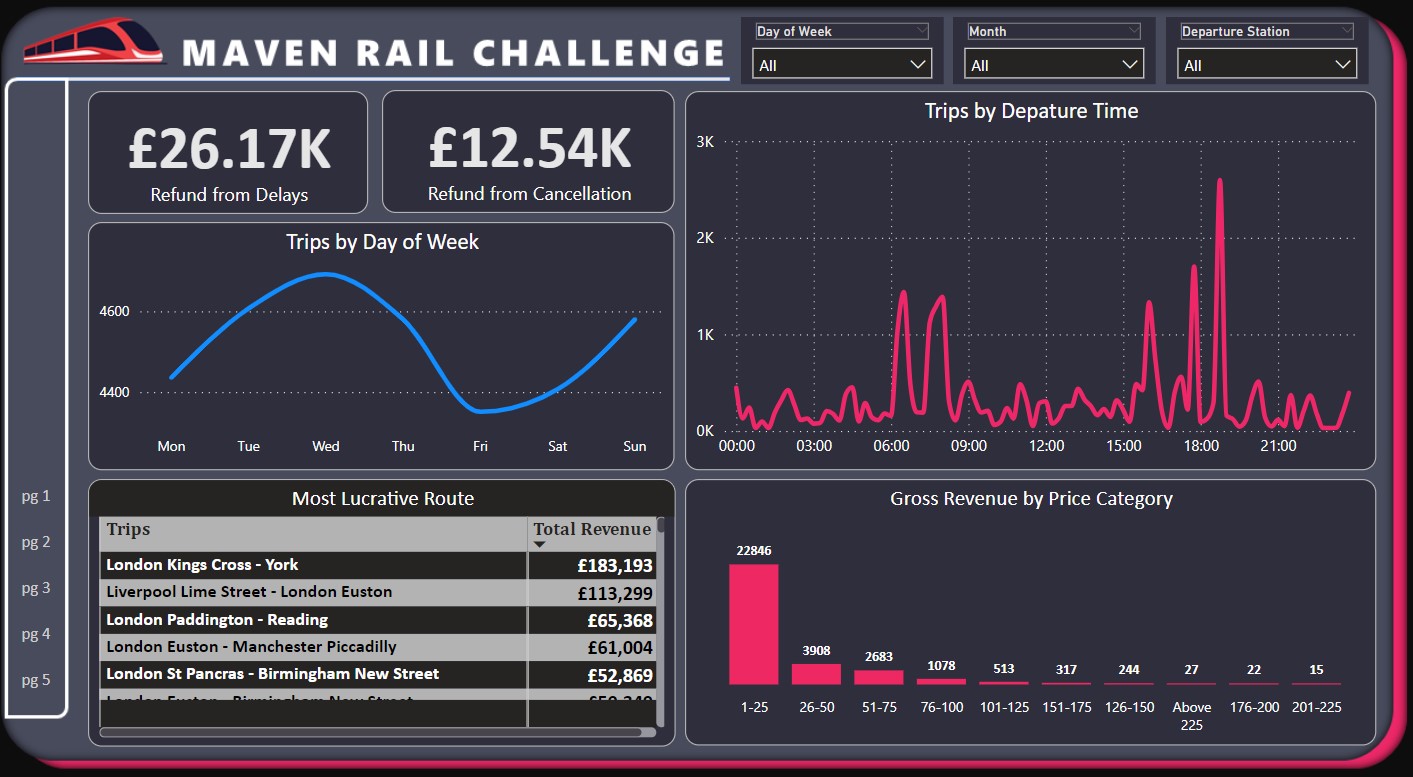 MAVEN RAIL CHALLENGE
Day of Week
All
Month
All
Departure Station
All
£26.17K
Refund from Delays
£12.54K
Refund from Cancellation
Trips by Day of Week
4600
4400
Mon Tue Wed Thu Fri Sat Sun
Trips by Depature Time
3K
2K
1K
0K
00:00 03:00 06:00 09:00 12:00 15:00 18:00 21:00
pg 1
pg 2
pg 3
pg 4
pg 5
Most Lucrative Route
Trips Total Revenue
London Kings Cross - York £183,193
Liverpool Lime Street - London Euston £113,299
London Paddington - Reading £65,368
London Euston - Manchester Piccadilly £61,004
London St Pancras - Birmingham New Street £52,869
London Euston - Birmingham New Street
Gross Revenue by Price Category
22846 3908 2683 1078 513 317 244 27 22 15
1-25 26-50 51-75 76-100 101-125 151-175 126-150 Above 176-200 201-225
225